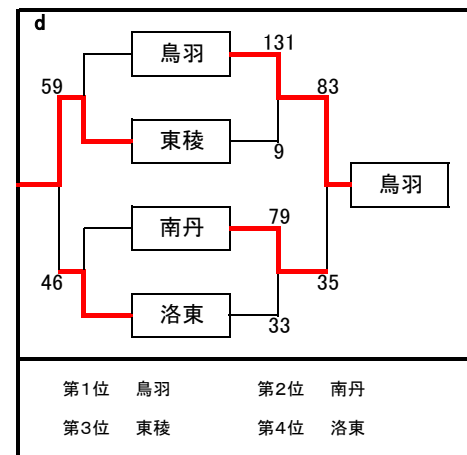 d
鳥羽 131
59 83
東稜 9
鳥羽
南丹 79
46 35
洛東 33
第1位 鳥羽 第2位 南丹
第3位 東稜 第4位 洛東